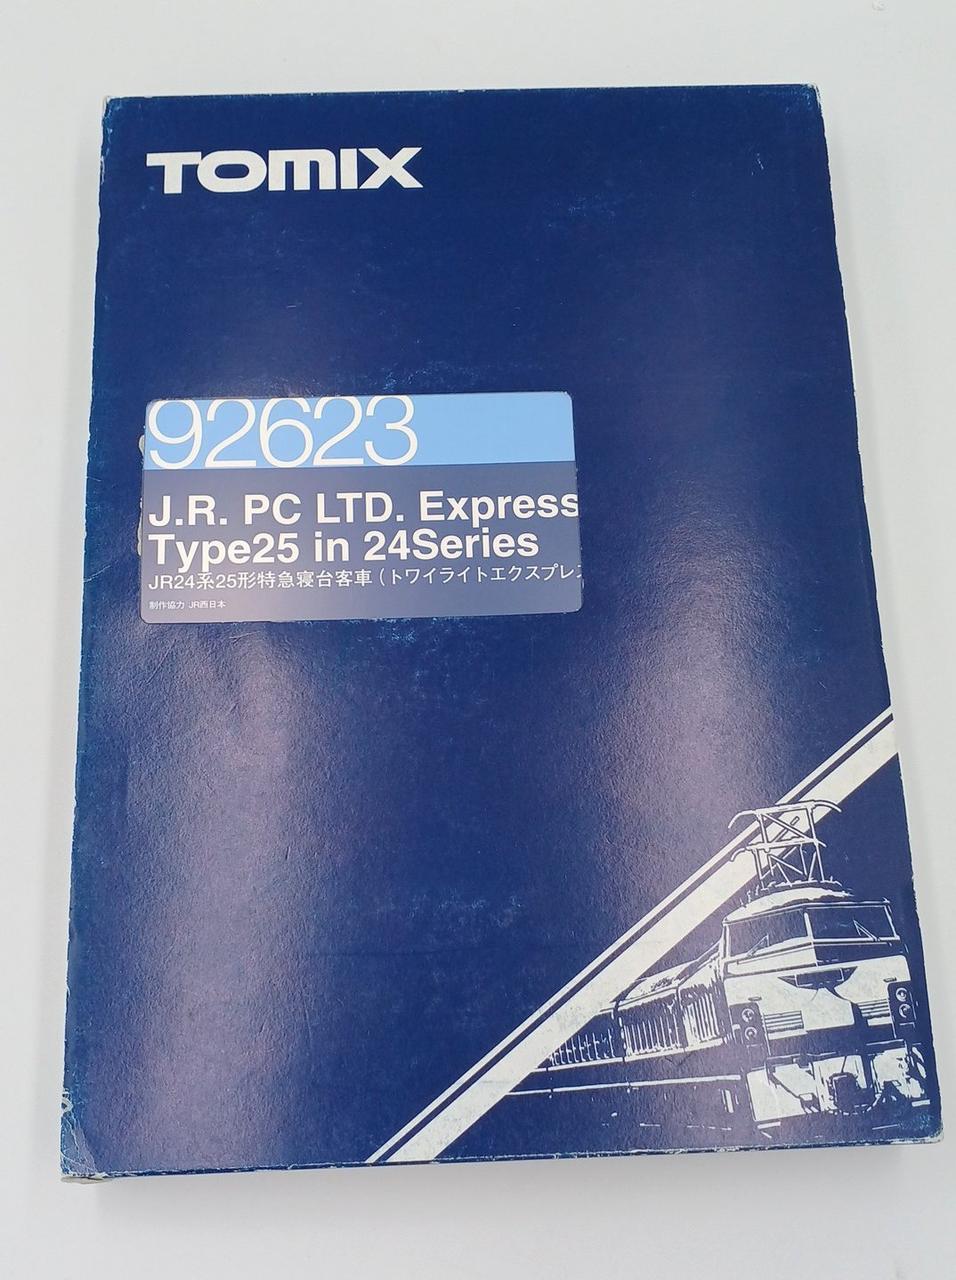 TOMIX
92623
J.R. PC LTD. Express
Type25 in 24Series
JR24系25形特急寝台客車(トワイライトエクスプレ
制作協力 JR西日本